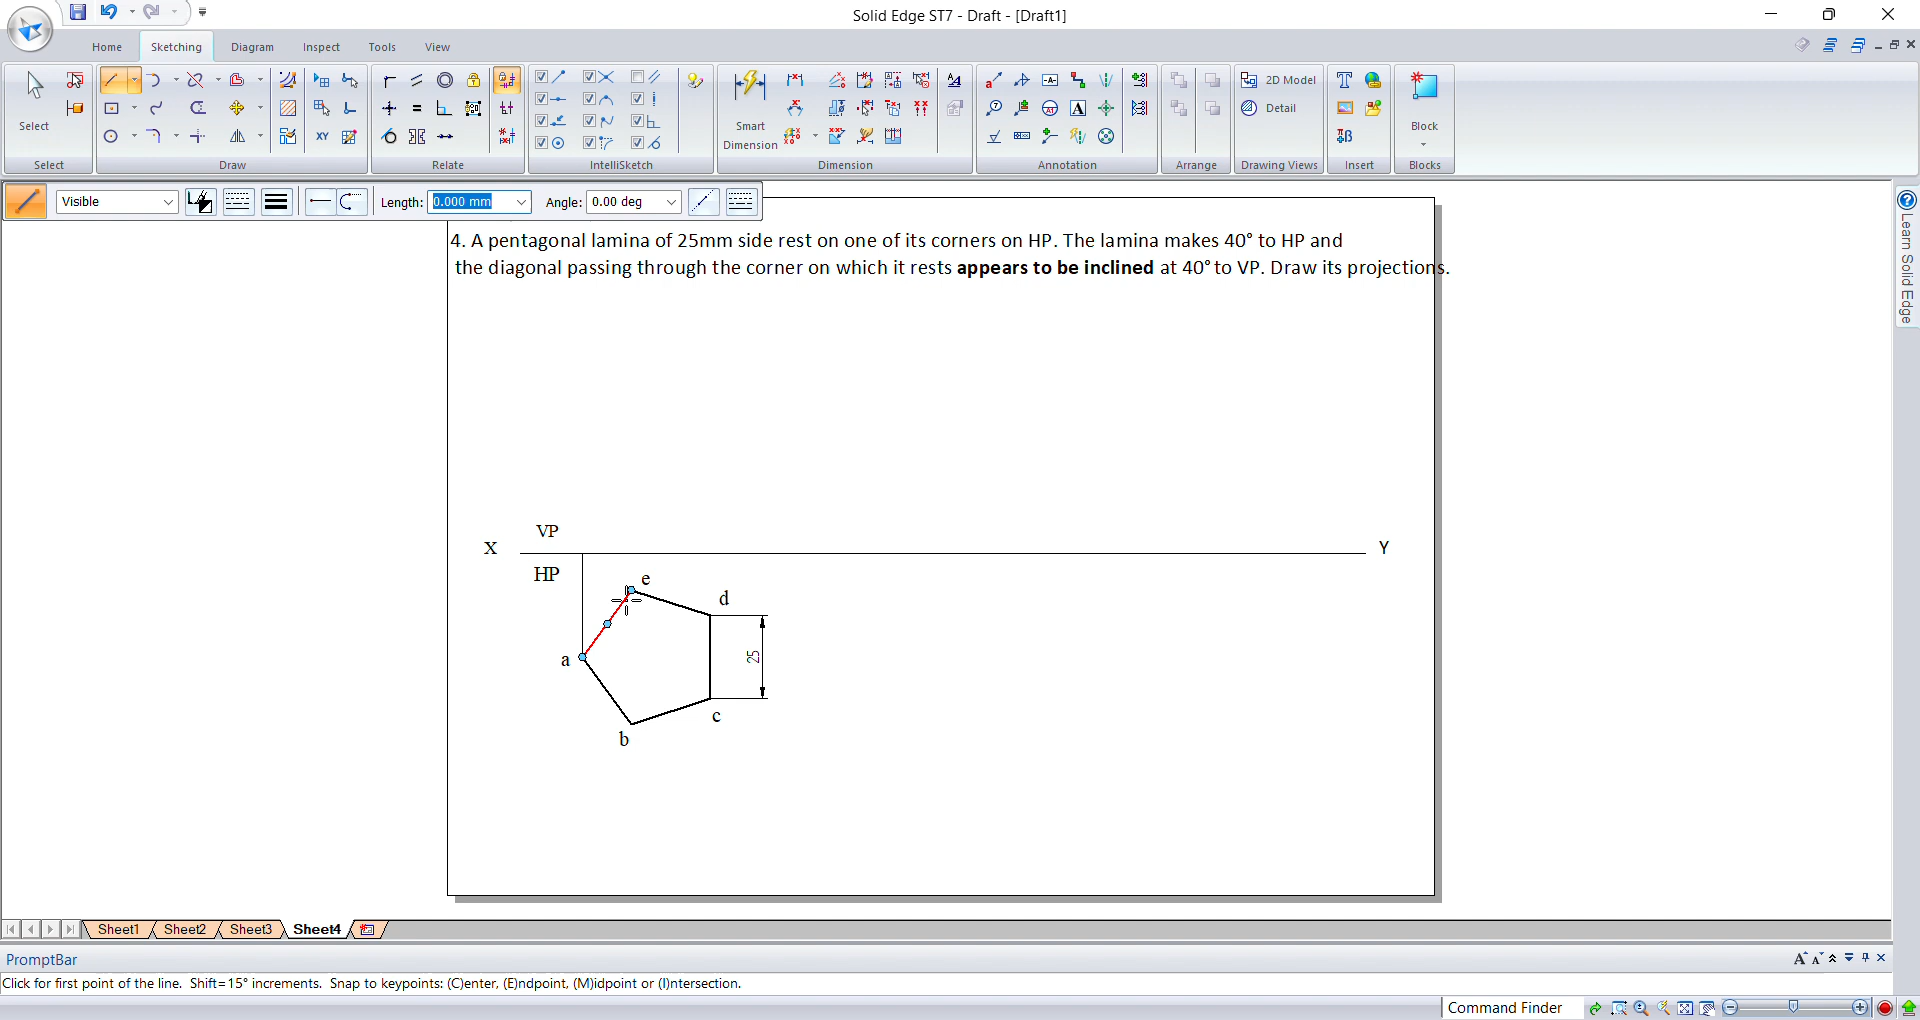 Solid Edge ST7 - Draft - [Draft1]
Home Sketching Diagram Inspect Tools View
Select
Smart
Dimension
2D Model
Detail
Block
Select Draw Relate IntelliSketch Dimension Annotation Arrange Drawing Views Insert Blocks
Visible Length: 0.000 mm Angle: 0.00 deg
Learn Solid Edge
4. A pentagonal lamina of 25mm side rest on one of its corners on HP. The lamina makes 40° to HP and
the diagonal passing through the corner on which it rests appears to be inclined at 40° to VP. Draw its projections.
VP
X Y
HP
e
d
a
25
c
b
Sheet1 Sheet2 Sheet3 Sheet4
PromptBar
Click for first point of the line. Shift=15° increments. Snap to keypoints: (C)enter, (E)ndpoint, (M)idpoint or (I)ntersection.
Command Finder